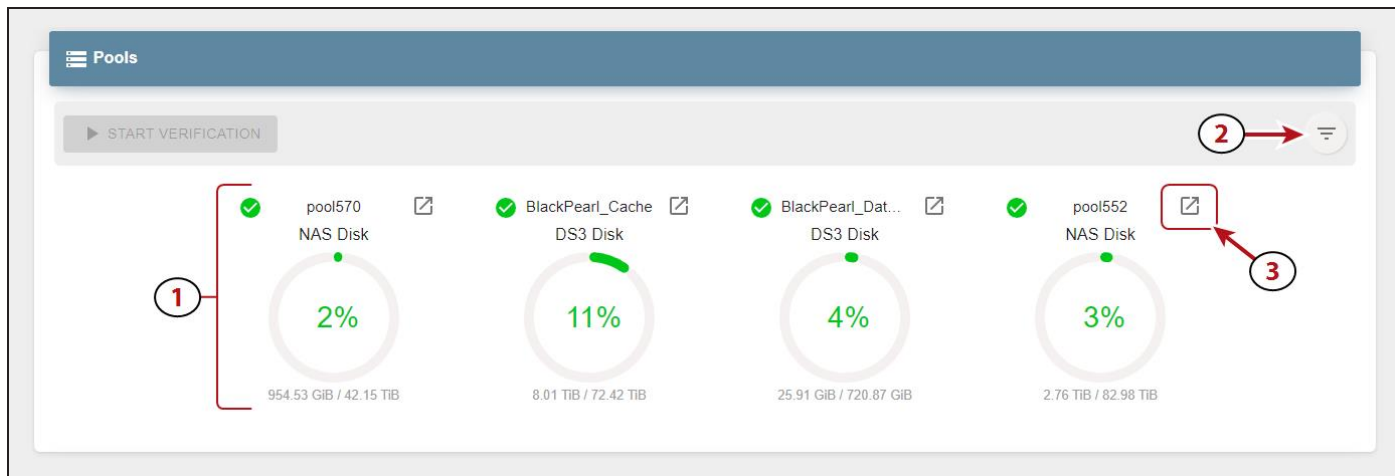 Pools
START VERIFICATION
2
pool570
NAS Disk
2%
954.53 GiB / 42.15 TiB
BlackPearl_Cache
DS3 Disk
11%
8.01 TiB / 72.42 TiB
BlackPearl_Dat...
DS3 Disk
4%
25.91 GiB / 720.87 GiB
pool552
NAS Disk
3%
2.76 TiB / 82.98 TiB
1
3